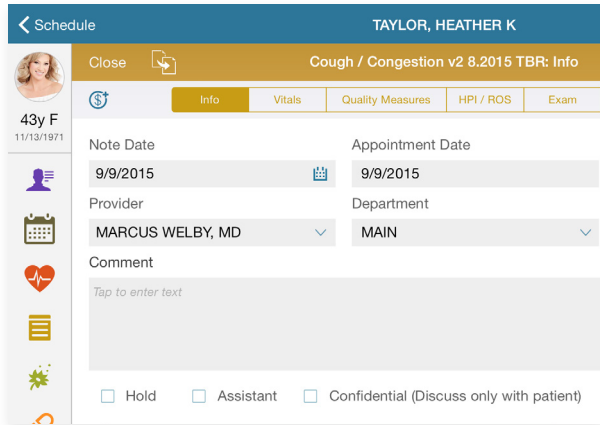 Schedule
TAYLOR, HEATHER K
Close
Cough / Congestion v2 8.2015 TBR: Info
43y F
11/13/1971
Info
Vitals
Quality Measures
HPI / ROS
Exam
Note Date
Appointment Date
9/9/2015
9/9/2015
Provider
Department
MARCUS WELBY, MD
MAIN
Comment
Tap to enter text
Hold
Assistant
Confidential (Discuss only with patient)